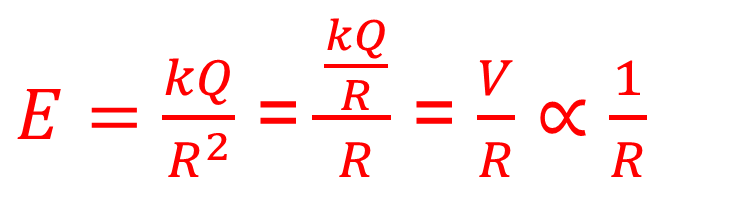 E = kQ/R² = (kQ/R)/R = V/R ∝ 1/R